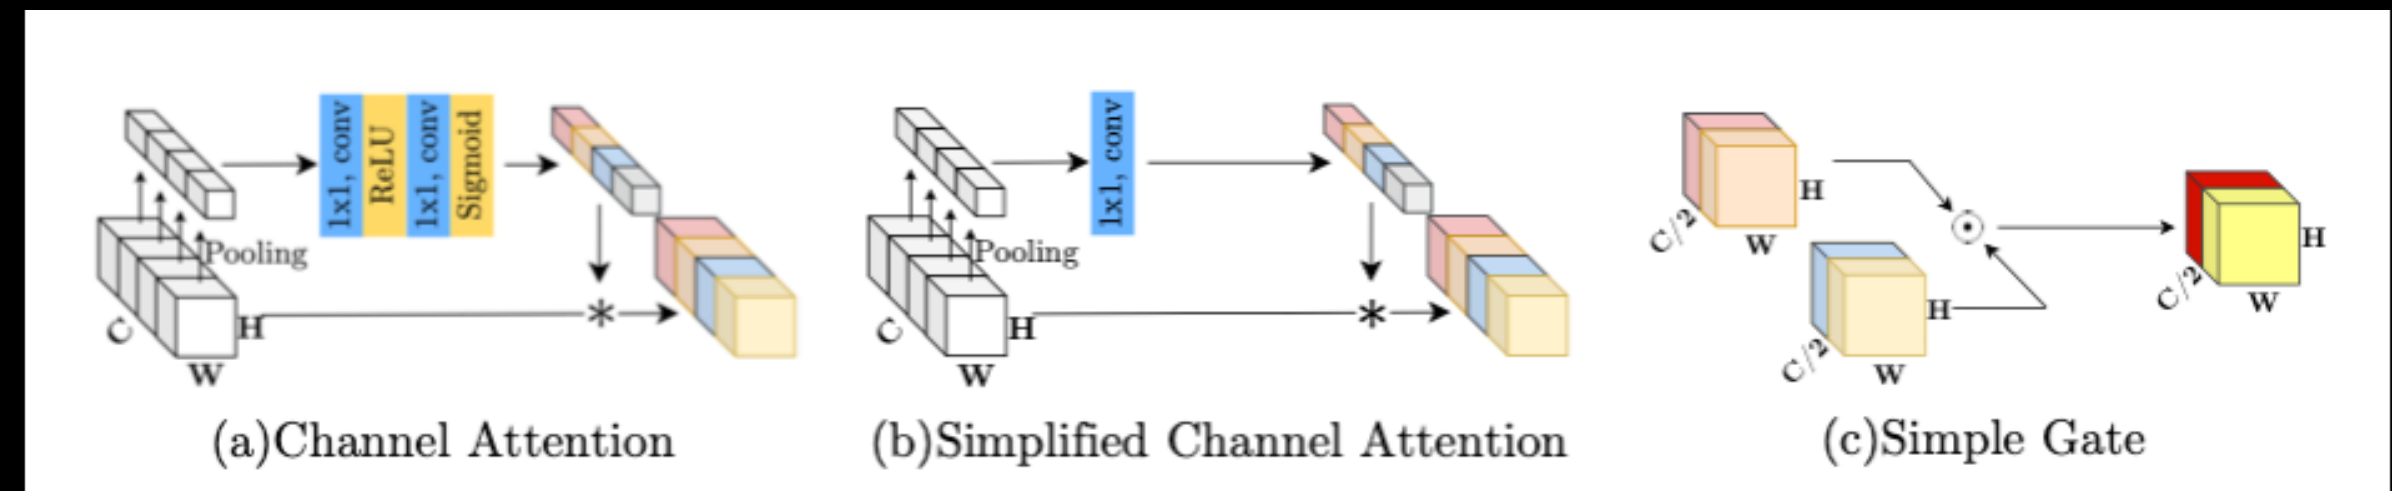 1x1, conv
ReLU
1x1, conv
Sigmoid
Pooling
C
H
W
(a)Channel Attention
1x1, conv
Pooling
C
H
W
(b)Simplified Channel Attention
H
C/2
W
H
C/2
W
H
C/2
W
(c)Simple Gate